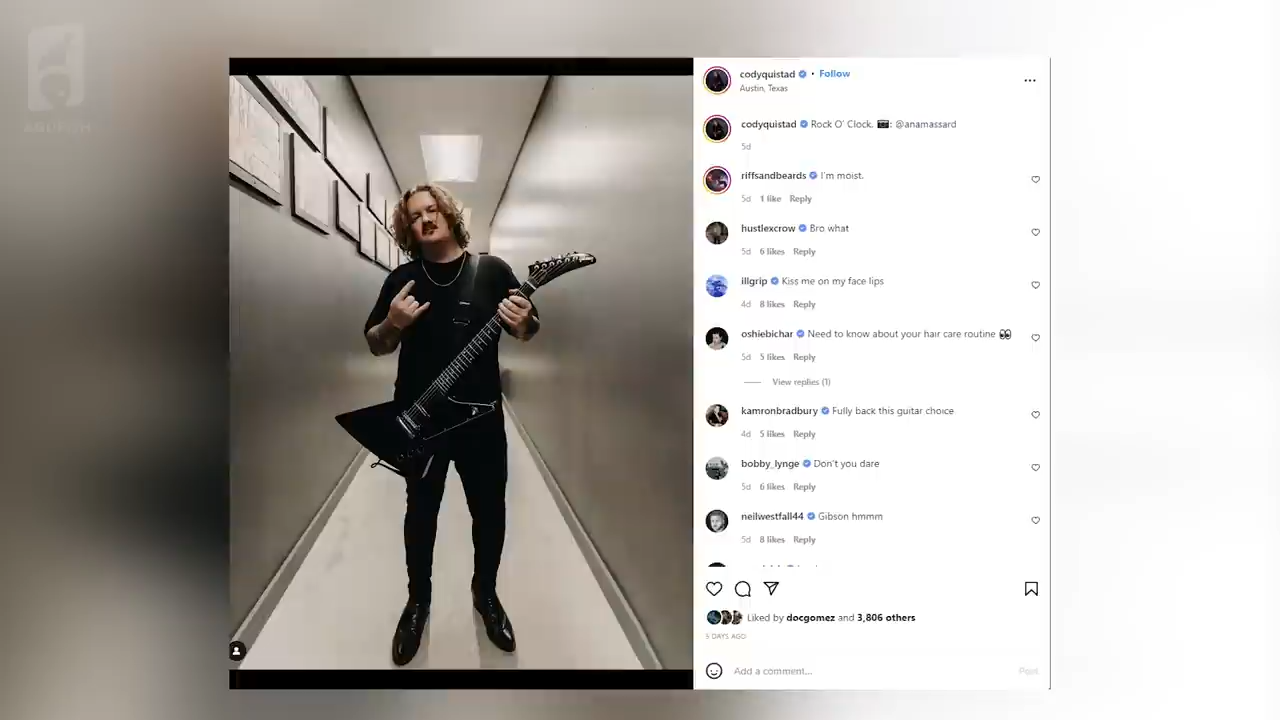 AGUFISH
codyquistad • Follow
Austin, Texas
codyquistad Rock O' Clock. 📷: @anamassard
5d
riffsandbeards I'm moist.
5d 1 like Reply
hustlexcrow Bro what
5d 6 likes Reply
illgrip Kiss me on my face lips
4d 8 likes Reply
oshiebichar Need to know about your hair care routine 👀
5d 5 likes Reply
View replies (1)
kamronbradbury Fully back this guitar choice
4d 5 likes Reply
bobby_lynge Don't you dare
5d 6 likes Reply
neilwestfall44 Gibson hmmm
5d 8 likes Reply
Liked by docgomez and 3,806 others
5 DAYS AGO
Add a comment...
Post